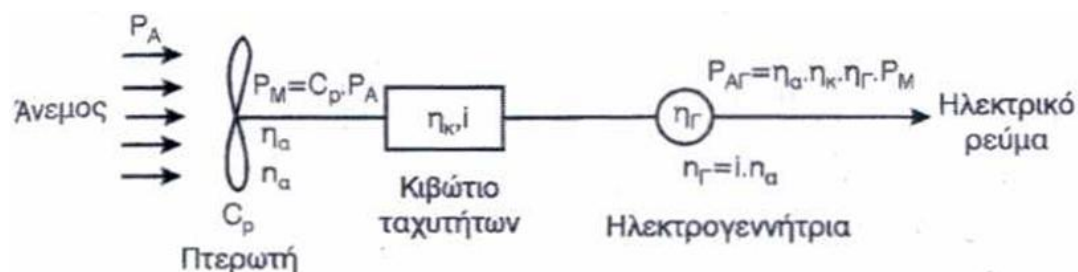 P_A
Άνεμος
P_M=C_p.P_A
η_α
n_α
C_p
Πτερωτή
η_κ,i
Κιβώτιο
ταχυτήτων
η_Γ
n_Γ=i.n_α
Ηλεκτρογεννήτρια
P_ΑΓ=η_α.η_κ.η_Γ.P_M
Ηλεκτρικό
ρεύμα